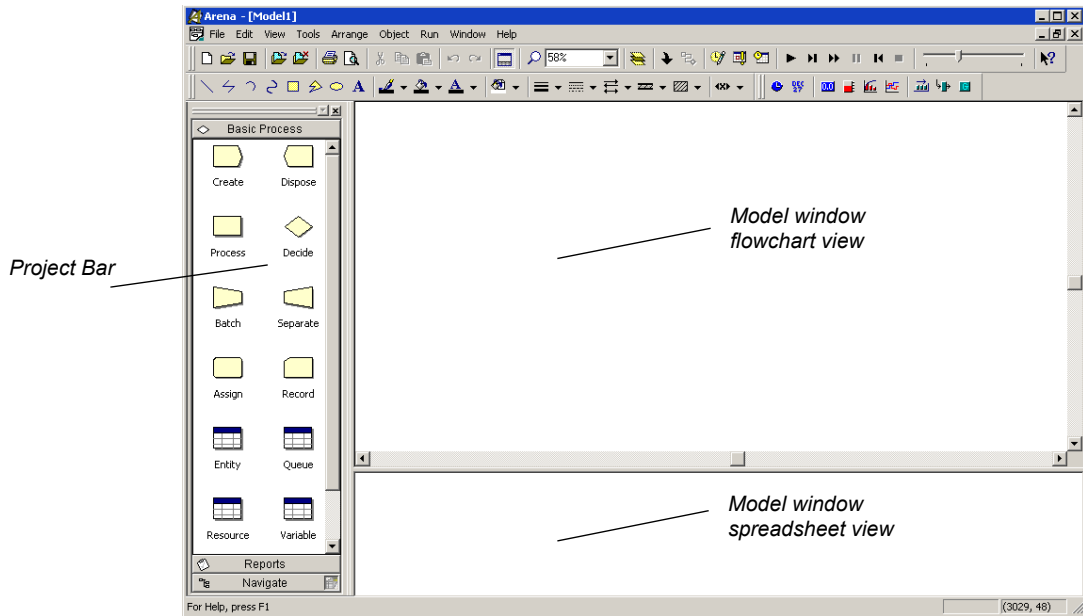 Arena - [Model1]
File Edit View Tools Arrange Object Run Window Help
58%
A A
Basic Process
Create Dispose
Process Decide
Batch Separate
Assign Record
Entity Queue
Resource Variable
Reports
Navigate
Project Bar
Model window
flowchart view
Model window
spreadsheet view
For Help, press F1
(3029, 48)